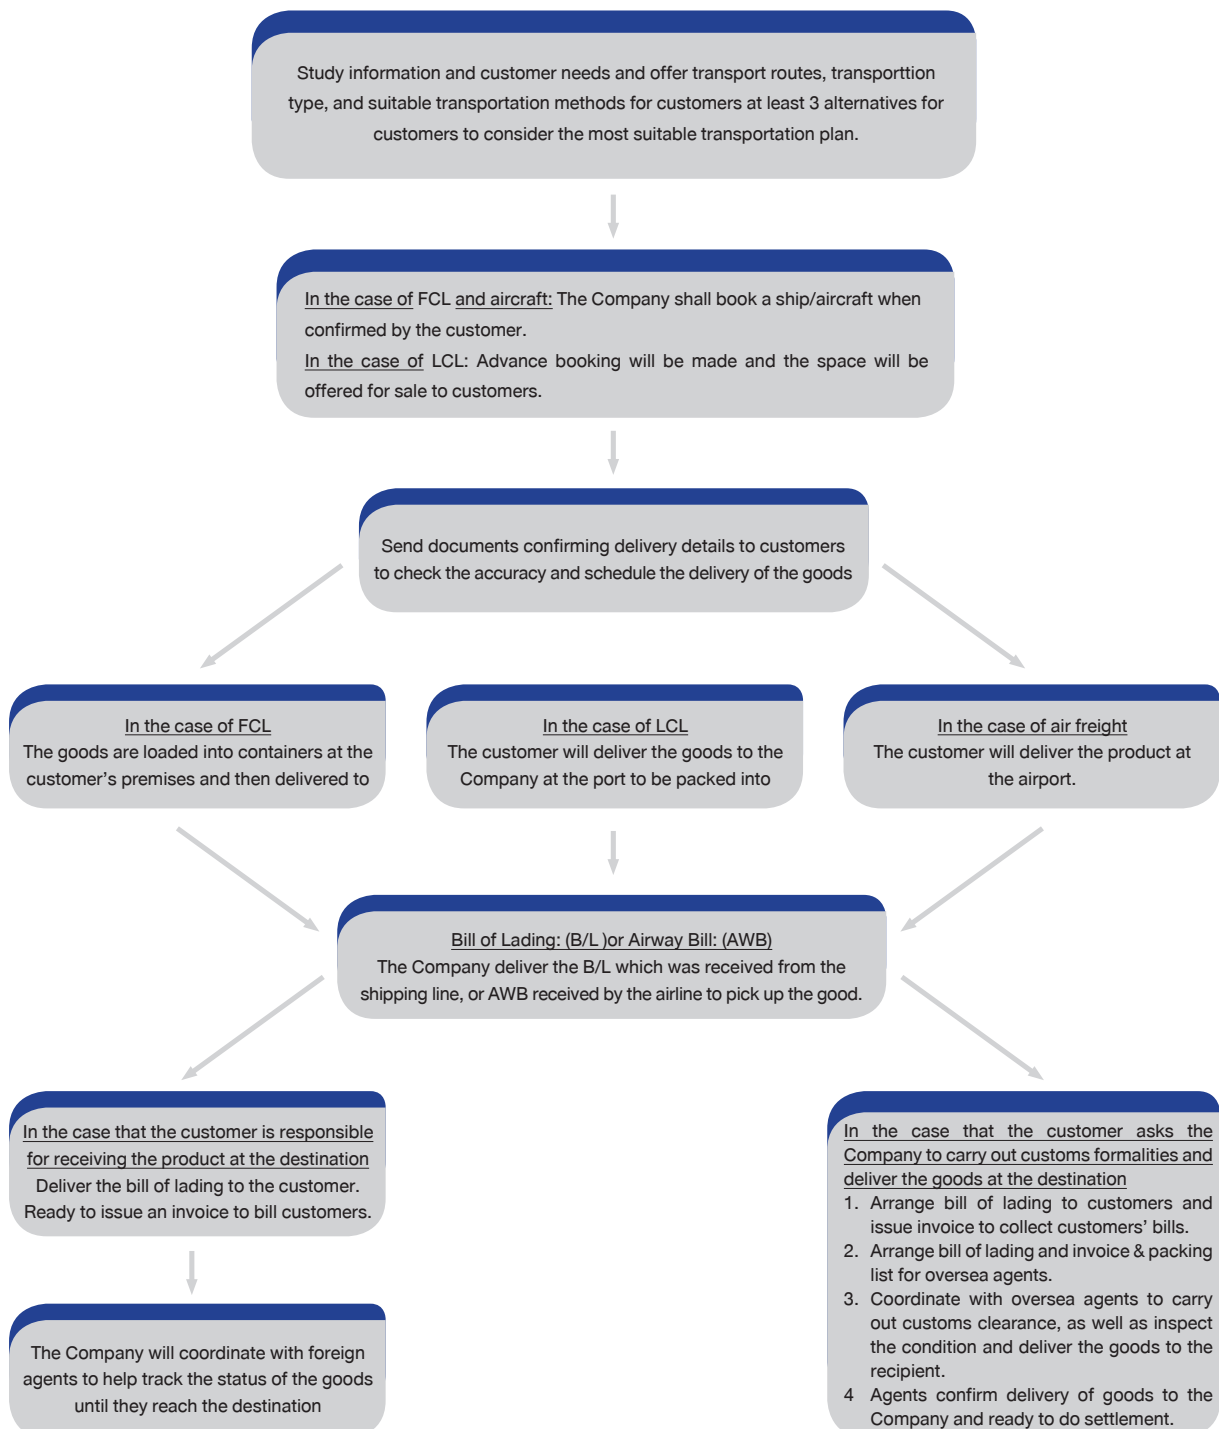 Study information and customer needs and offer transport routes, transporttion
type, and suitable transportation methods for customers at least 3 alternatives for
customers to consider the most suitable transportation plan.
In the case of FCL and aircraft: The Company shall book a ship/aircraft when
confirmed by the customer.
In the case of LCL: Advance booking will be made and the space will be
offered for sale to customers.
Send documents confirming delivery details to customers
to check the accuracy and schedule the delivery of the goods
In the case of FCL
The goods are loaded into containers at the
customer's premises and then delivered to
In the case of LCL
The customer will deliver the goods to the
Company at the port to be packed into
In the case of air freight
The customer will deliver the product at
the airport.
Bill of Lading: (B/L )or Airway Bill: (AWB)
The Company deliver the B/L which was received from the
shipping line, or AWB received by the airline to pick up the good.
In the case that the customer is responsible
for receiving the product at the destination
Deliver the bill of lading to the customer.
Ready to issue an invoice to bill customers.
The Company will coordinate with foreign
agents to help track the status of the goods
until they reach the destination
In the case that the customer asks the
Company to carry out customs formalities and
deliver the goods at the destination
1. Arrange bill of lading to customers and
issue invoice to collect customers' bills.
2. Arrange bill of lading and invoice & packing
list for oversea agents.
3. Coordinate with oversea agents to carry
out customs clearance, as well as inspect
the condition and deliver the goods to the
recipient.
4 Agents confirm delivery of goods to the
Company and ready to do settlement.